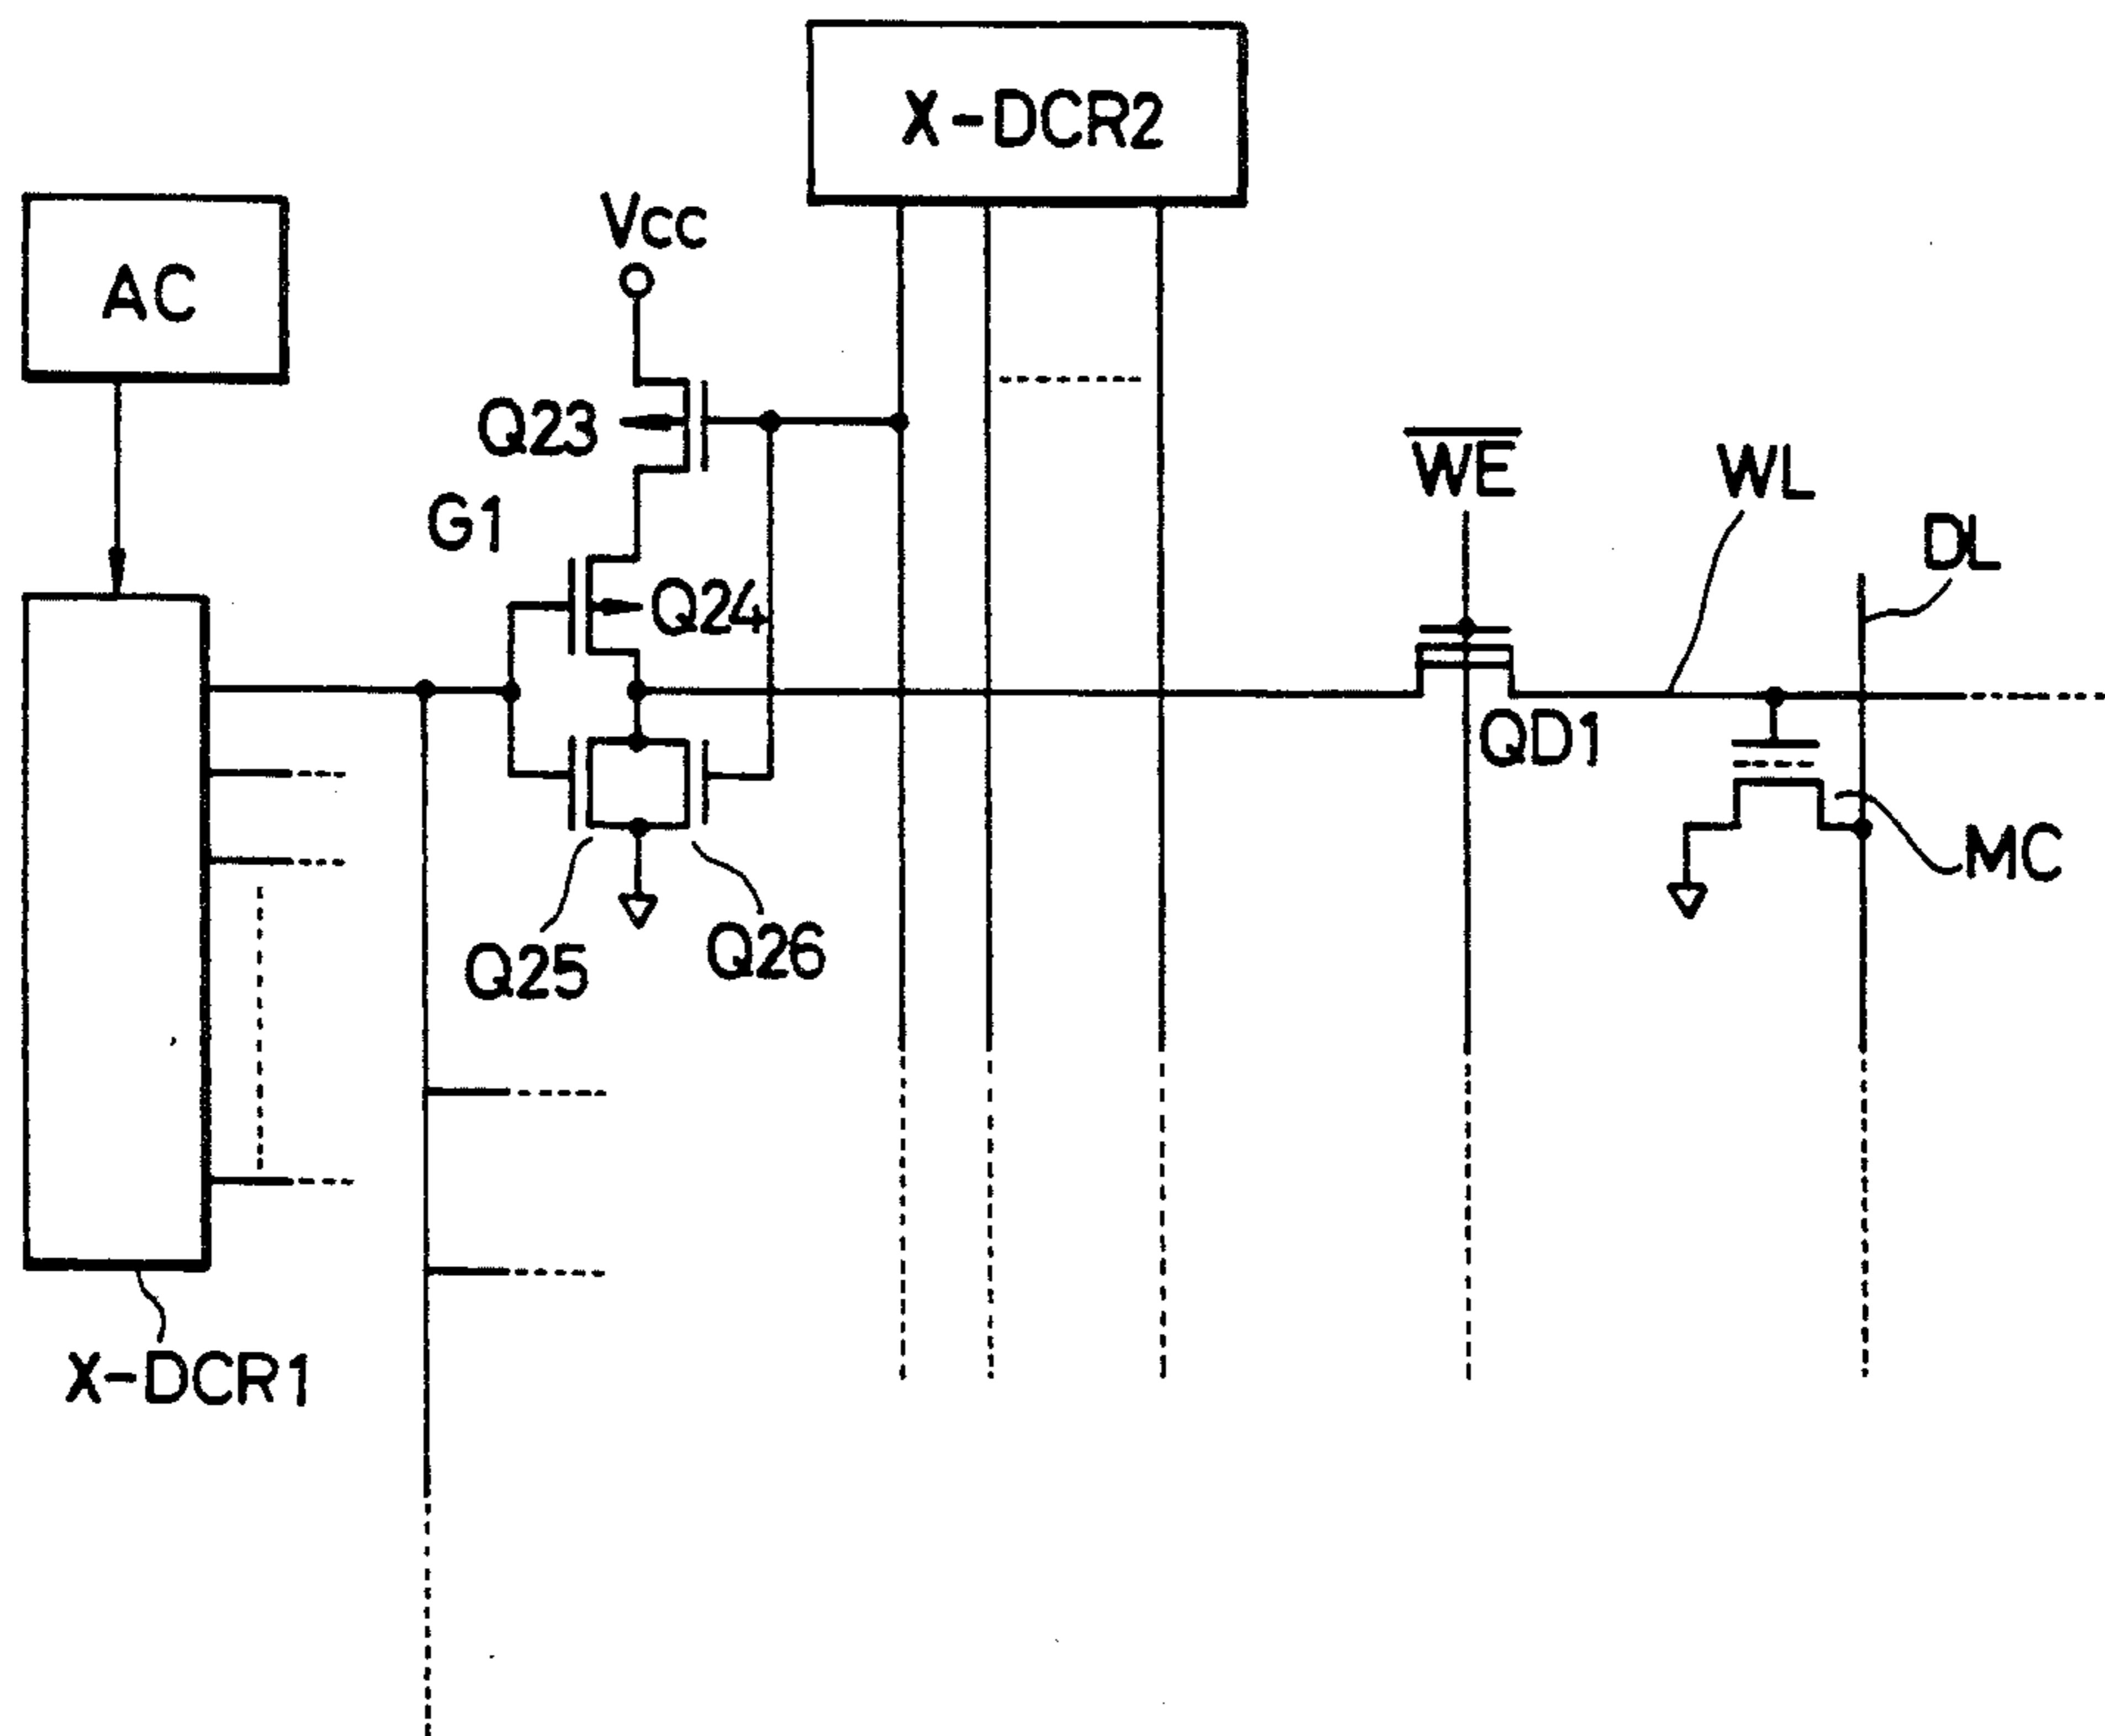 X-DCR2
AC
Vcc
Q23
G1
Q24
WE
WL
DL
QD1
MC
Q25
Q26
X-DCR1